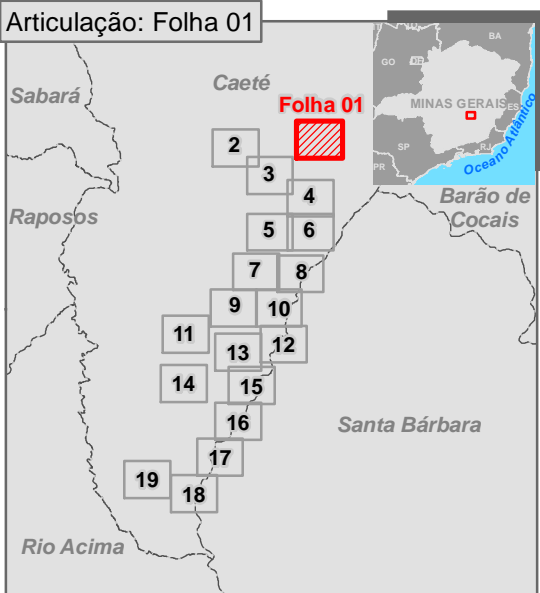 Articulação: Folha 01
BA
GO
DF
MINAS GERAIS
ES
SP
RJ
PR
Oceano Atlântico
Caeté
Sabará
Folha 01
2
3
4
Barão de
Cocais
Raposos
5
6
7
8
9
10
11
12
13
14
15
16
Santa Bárbara
17
19
18
Rio Acima